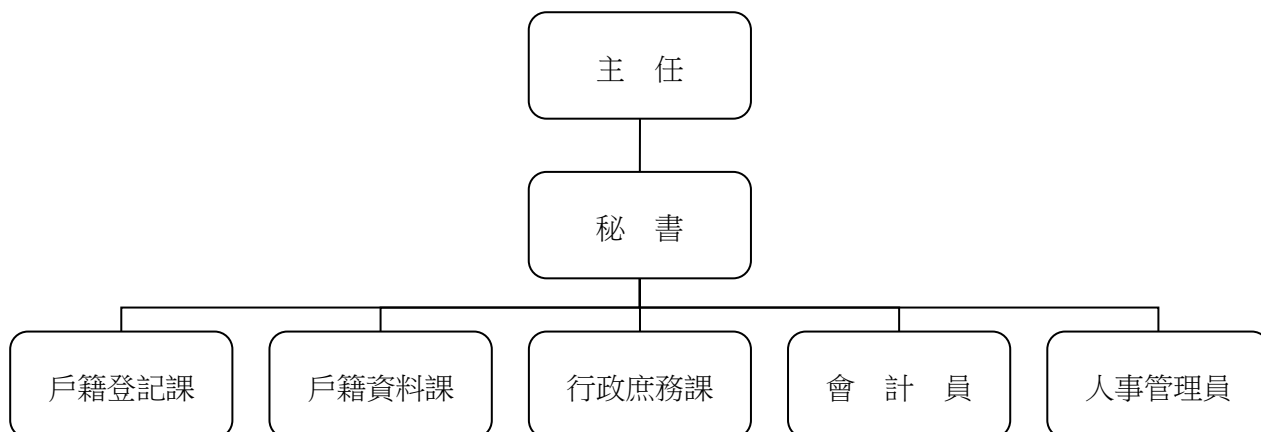 主　任
秘　書
戶籍登記課
戶籍資料課
行政庶務課
會　計　員
人事管理員